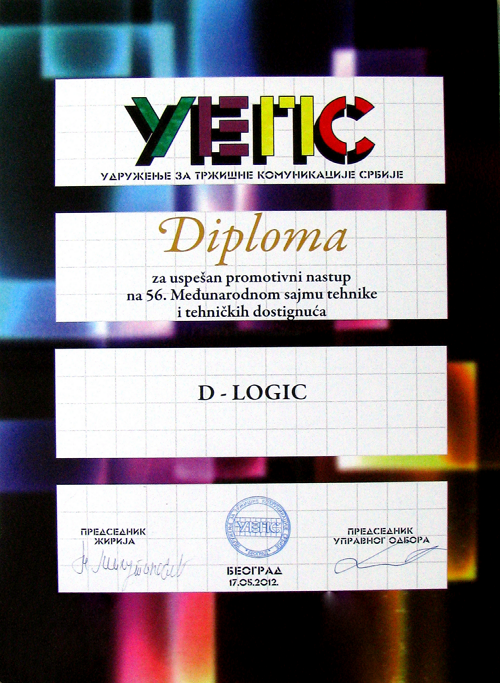 УЕПС
УДРУЖЕЊЕ ЗА ТРЖИШНЕ КОМУНИКАЦИЈЕ СРБИЈЕ
Diploma
za uspešan promotivni nastup
na 56. Međunarodnom sajmu tehnike
i tehničkih dostignuća
D - LOGIC
ПРЕДСЕДНИК
ЖИРИЈА
УЕПС
ПРЕДСЕДНИК
УПРАВНОГ ОДБОРА
БЕОГРАД
17.05.2012.